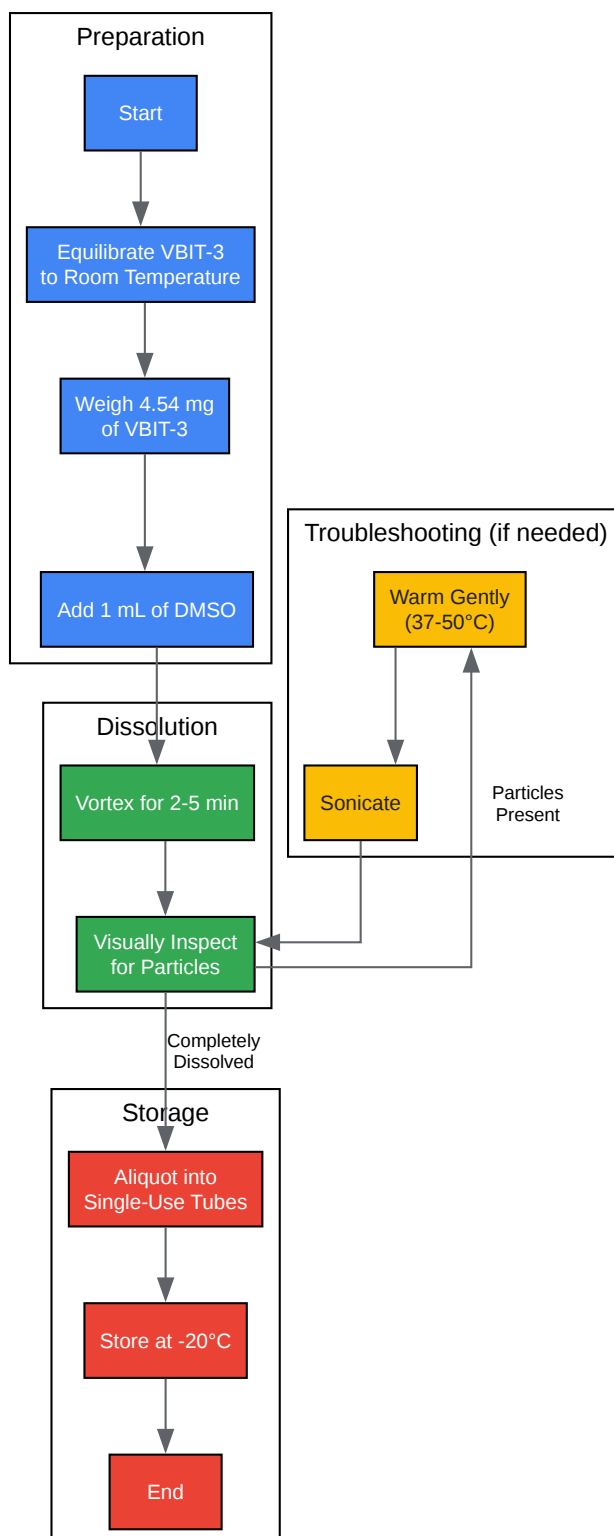 Preparation
Start
Equilibrate VBIT-3
to Room Temperature
Weigh 4.54 mg
of VBIT-3
Add 1 mL of DMSO
Troubleshooting (if needed)
Warm Gently
(37-50°C)
Sonicate
Particles
Present
Dissolution
Vortex for 2-5 min
Visually Inspect
for Particles
Completely
Dissolved
Storage
Aliquot into
Single-Use Tubes
Store at -20°C
End